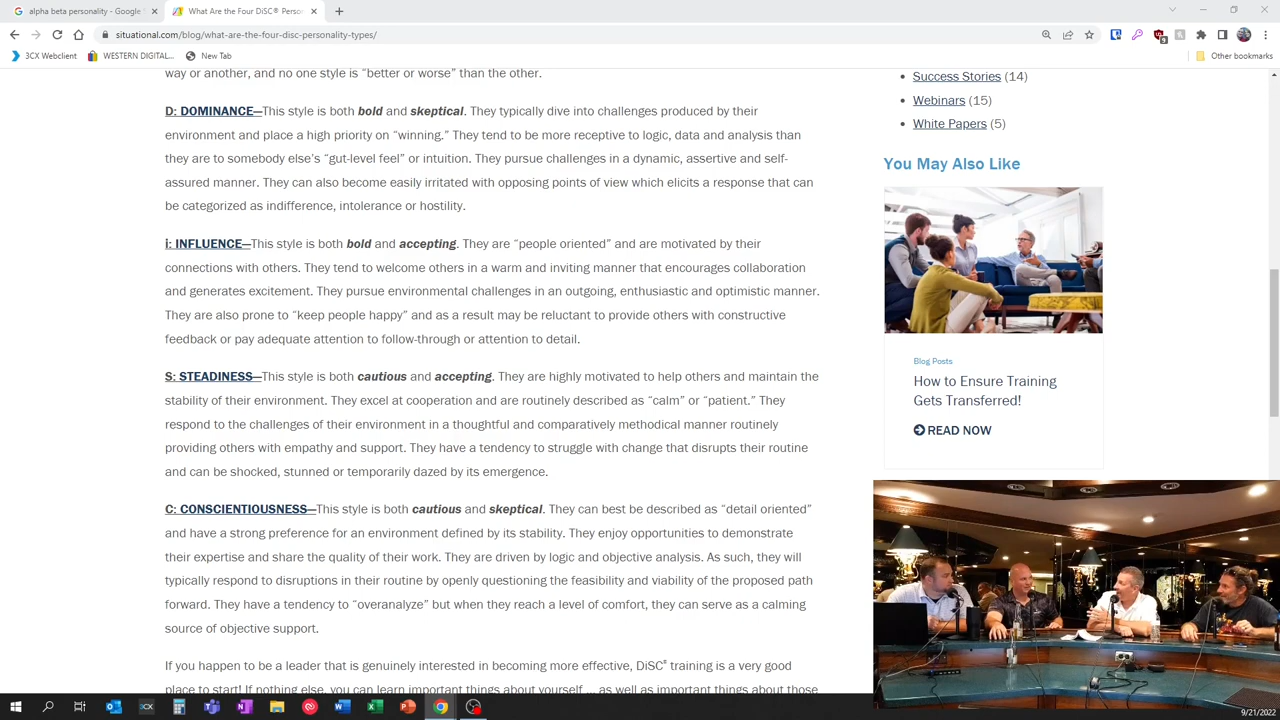 alpha beta personality - Google S
What Are the Four DiSC® Person
situational.com/blog/what-are-the-four-disc-personality-types/
3CX Webclient
WESTERN DIGITAL...
New Tab
Other bookmarks
way or another, and no one style is “better or worse” than the other.
D: DOMINANCE—This style is both bold and skeptical. They typically dive into challenges produced by their
environment and place a high priority on “winning.” They tend to be more receptive to logic, data and analysis than
they are to somebody else’s “gut-level feel” or intuition. They pursue challenges in a dynamic, assertive and self-
assured manner. They can also become easily irritated with opposing points of view which elicits a response that can
be categorized as indifference, intolerance or hostility.
i: INFLUENCE—This style is both bold and accepting. They are “people oriented” and are motivated by their
connections with others. They tend to welcome others in a warm and inviting manner that encourages collaboration
and generates excitement. They pursue environmental challenges in an outgoing, enthusiastic and optimistic manner.
They are also prone to “keep people happy” and as a result may be reluctant to provide others with constructive
feedback or pay adequate attention to follow-through or attention to detail.
S: STEADINESS—This style is both cautious and accepting. They are highly motivated to help others and maintain the
stability of their environment. They excel at cooperation and are routinely described as “calm” or “patient.” They
respond to the challenges of their environment in a thoughtful and comparatively methodical manner routinely
providing others with empathy and support. They have a tendency to struggle with change that disrupts their routine
and can be shocked, stunned or temporarily dazed by its emergence.
C: CONSCIENTIOUSNESS—This style is both cautious and skeptical. They can best be described as “detail oriented”
and have a strong preference for an environment defined by its stability. They enjoy opportunities to demonstrate
their expertise and share the quality of their work. They are driven by logic and objective analysis. As such, they will
typically respond to disruptions in their routine by openly questioning the feasibility and viability of the proposed path
forward. They have a tendency to “overanalyze” but when they reach a level of comfort, they can serve as a calming
source of objective support.
If you happen to be a leader that is genuinely interested in becoming more effective, DiSC® training is a very good
place to start! If nothing else, you can learn important things about yourself ... as well as important things about those
Success Stories (14)
Webinars (15)
White Papers (5)
You May Also Like
Blog Posts
How to Ensure Training
Gets Transferred!
READ NOW
9/21/2022